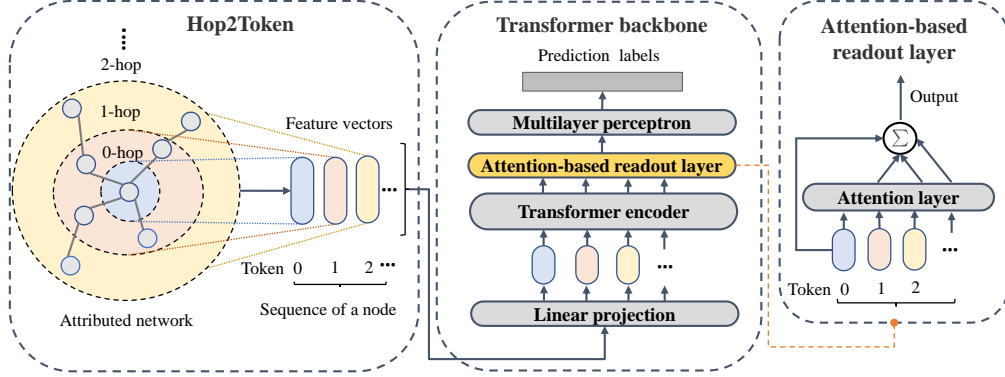 Hop2Token
2-hop
1-hop
0-hop
Feature vectors
Token 0 1 2
Attributed network
Sequence of a node
Transformer backbone
Prediction labels
Multilayer perceptron
Attention-based readout layer
Transformer encoder
Linear projection
Attention-based
readout layer
Output
Σ
Attention layer
Token 0 1 2